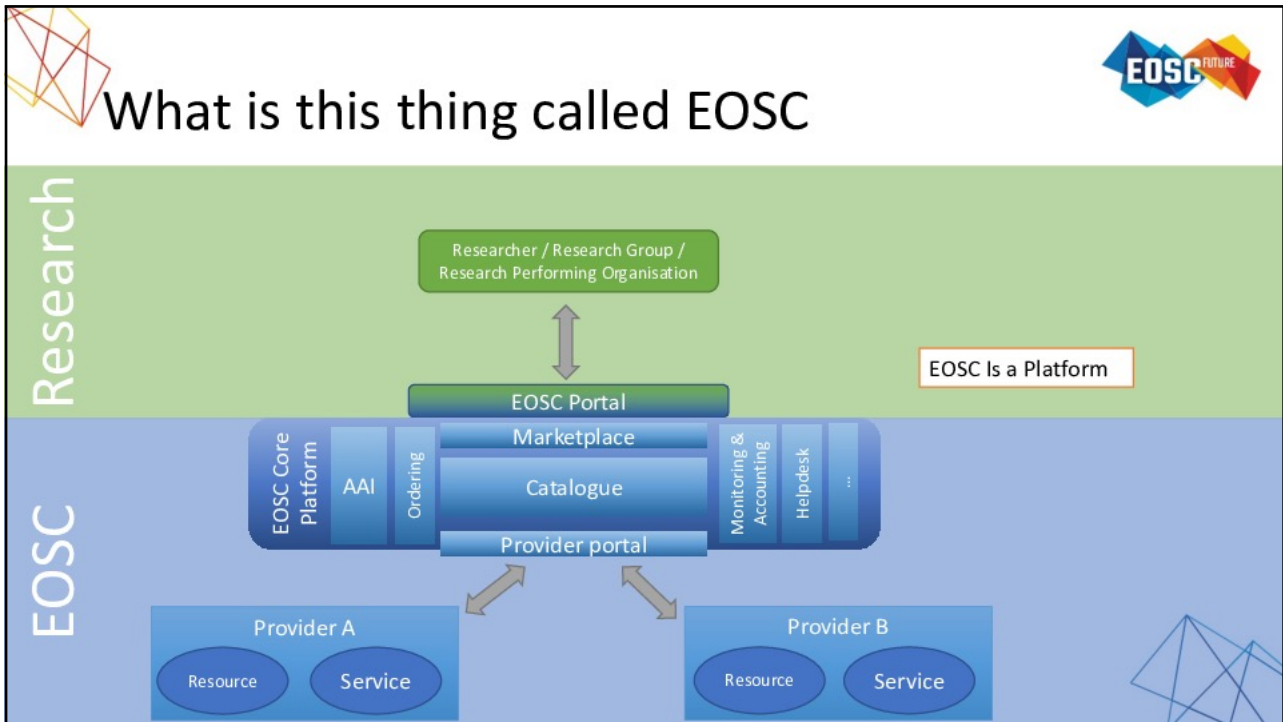 EOSC FUTURE
What is this thing called EOSC
Research
Researcher / Research Group /
Research Performing Organisation
EOSC Is a Platform
EOSC Portal
EOSC
EOSC Core
Platform
AAI
Ordering
Marketplace
Catalogue
Provider portal
Monitoring &
Accounting
Helpdesk
...
Provider A
Resource
Service
Provider B
Resource
Service